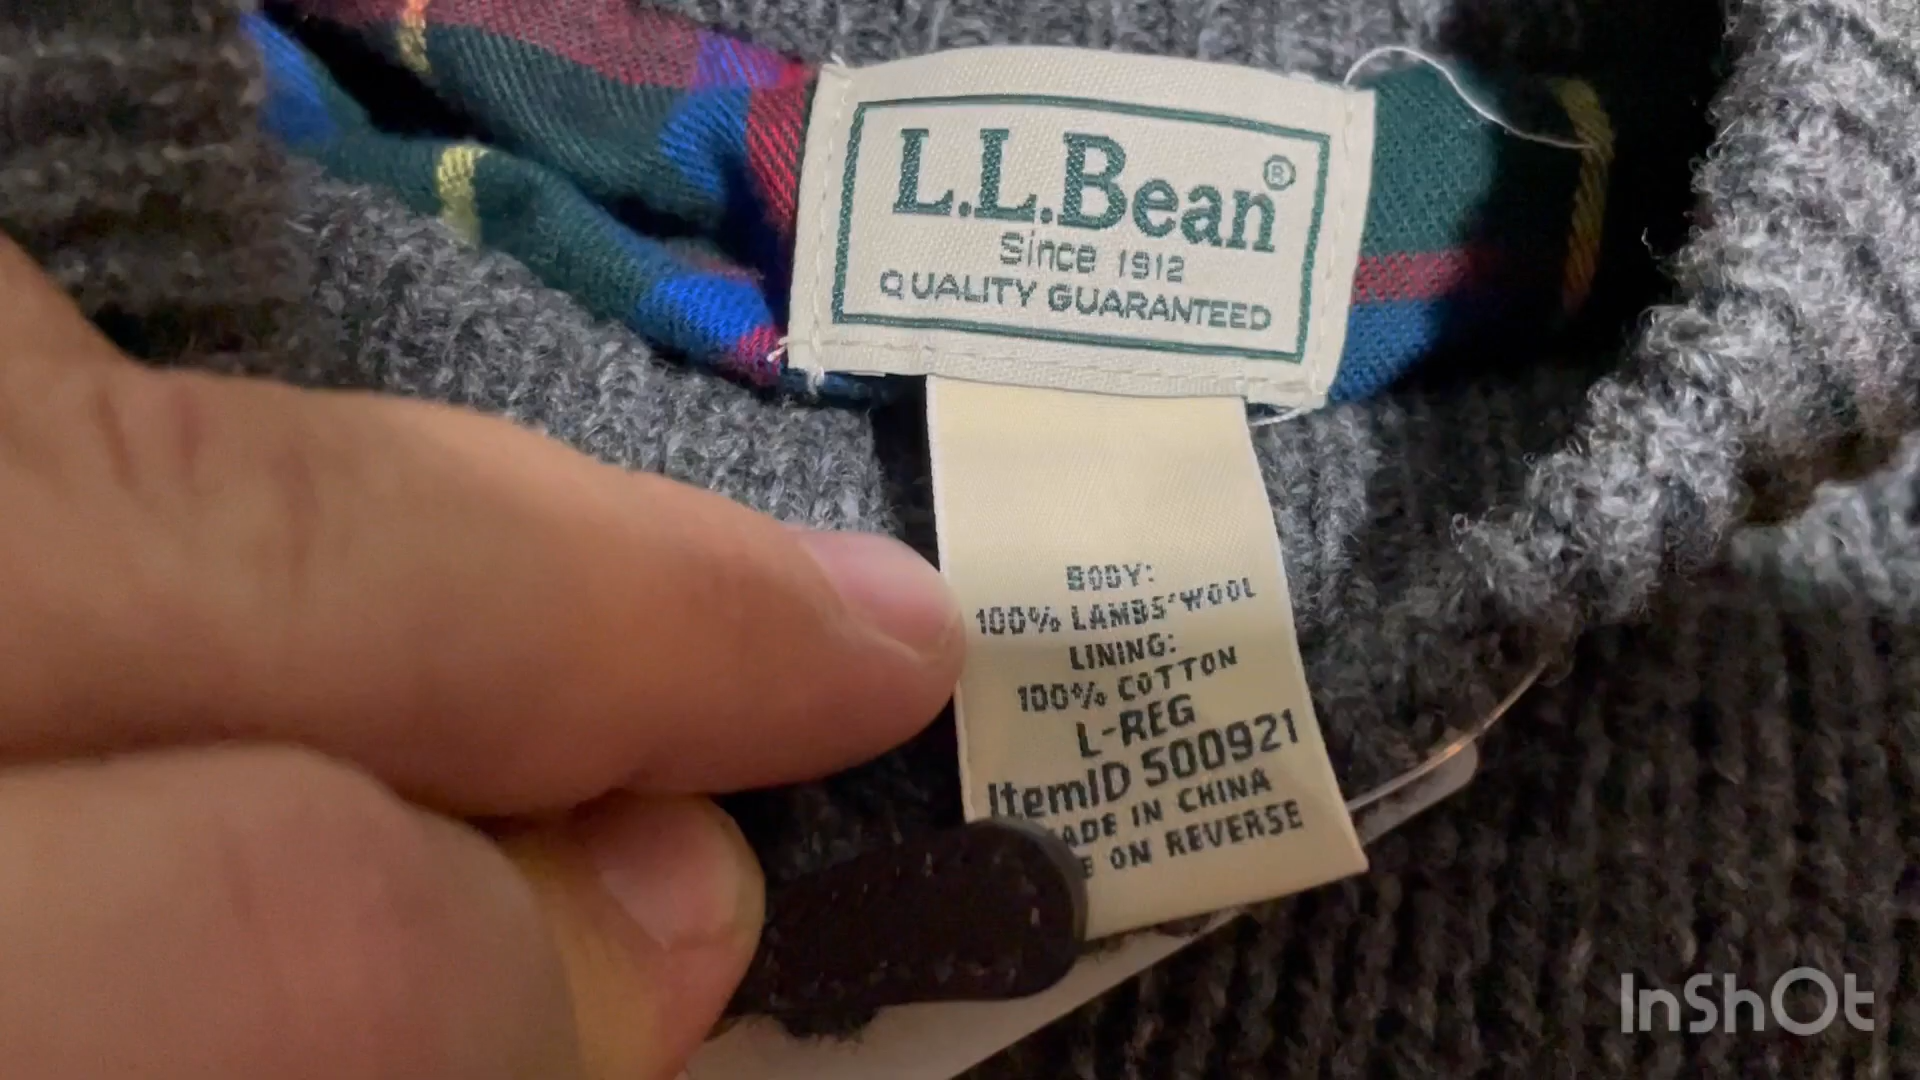 L.L.Bean®
Since 1912
QUALITY GUARANTEED
BODY:
100% LAMBS'WOOL
LINING:
100% COTTON
L-REG
ItemID 500921
ADE IN CHINA
E ON REVERSE
InShOt